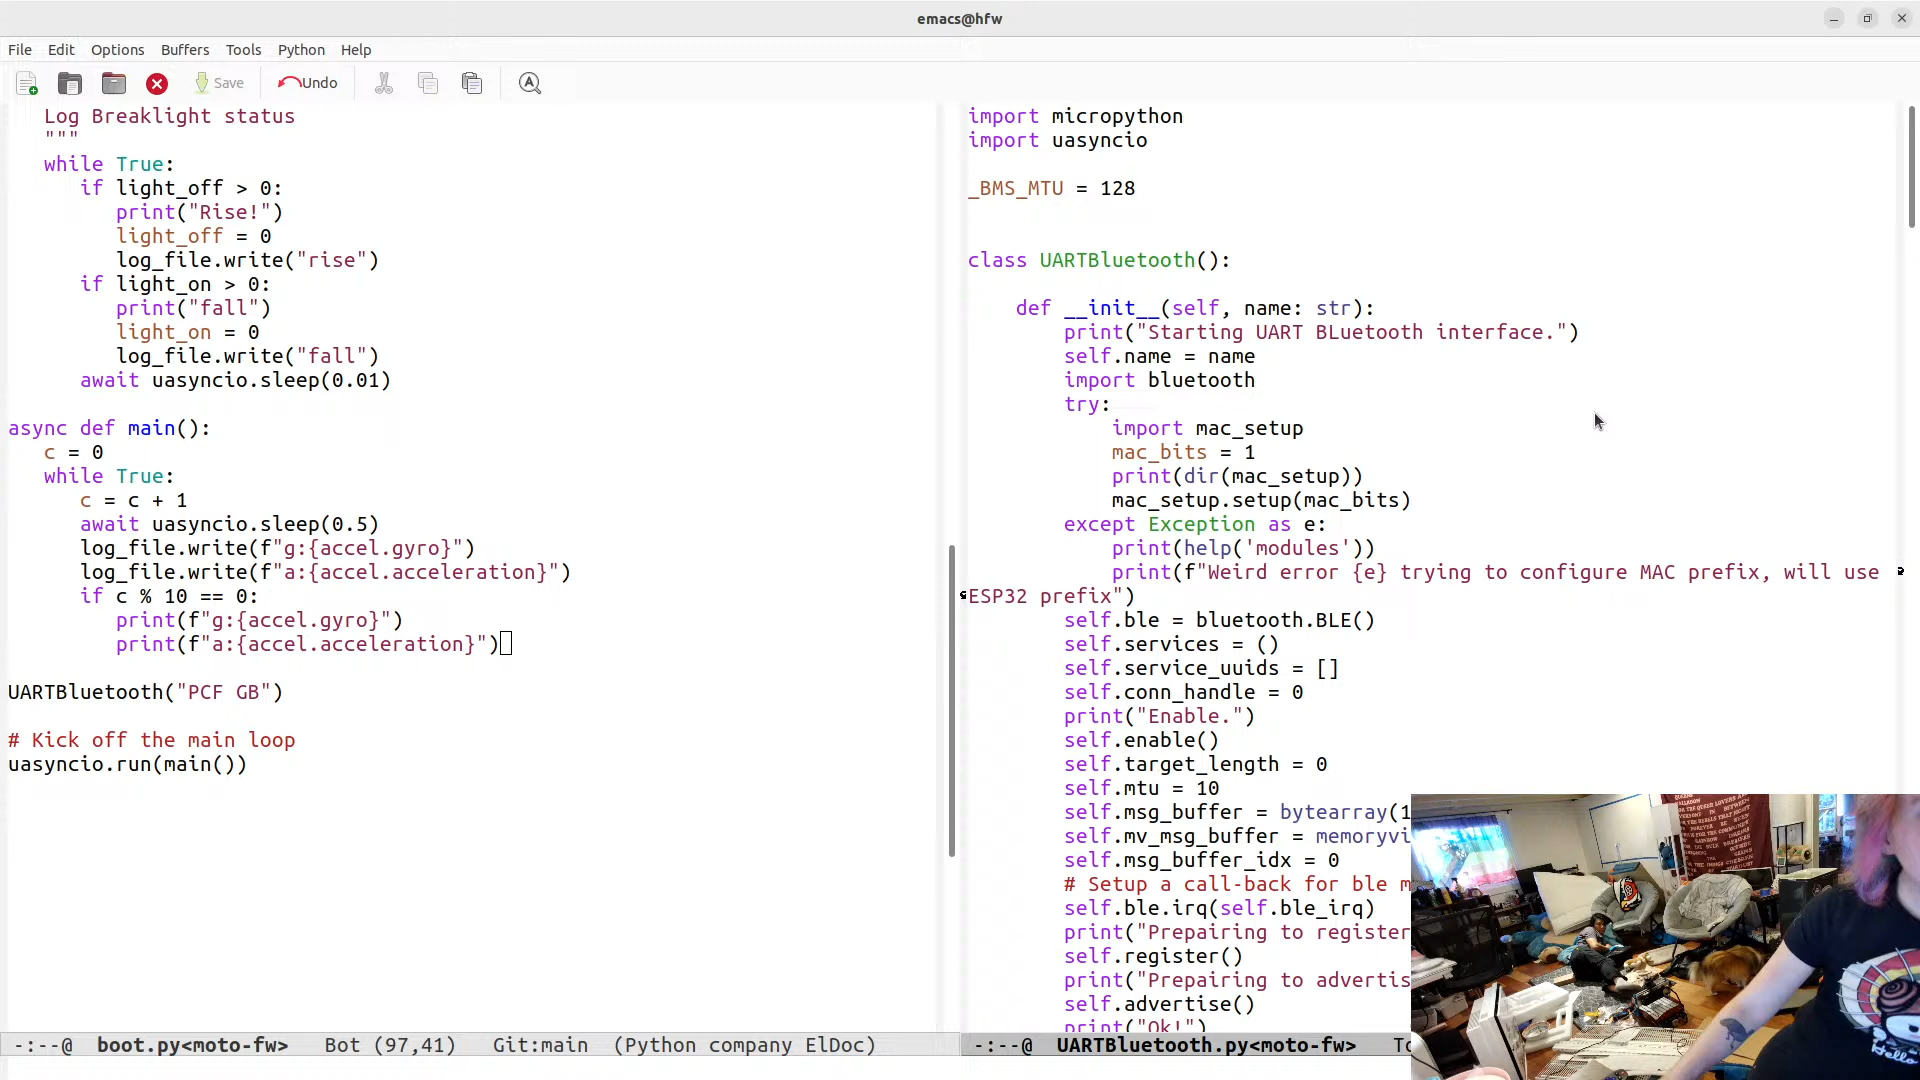 emacs@hfw
File Edit Options Buffers Tools Python Help
Save Undo
Log Breaklight status
"""
while True:
if light_off > 0:
print("Rise!")
light_off = 0
log_file.write("rise")
if light_on > 0:
print("fall")
light_on = 0
log_file.write("fall")
await uasyncio.sleep(0.01)
async def main():
c = 0
while True:
c = c + 1
await uasyncio.sleep(0.5)
log_file.write(f"g:{accel.gyro}")
log_file.write(f"a:{accel.acceleration}")
if c % 10 == 0:
print(f"g:{accel.gyro}")
print(f"a:{accel.acceleration}")
UARTBluetooth("PCF GB")
# Kick off the main loop
uasyncio.run(main())
-:--@ boot.py<moto-fw> Bot (97,41) Git:main (Python company ElDoc)
import micropython
import uasyncio
_BMS_MTU = 128
class UARTBluetooth():
def __init__(self, name: str):
print("Starting UART BLuetooth interface.")
self.name = name
import bluetooth
try:
import mac_setup
mac_bits = 1
print(dir(mac_setup))
mac_setup.setup(mac_bits)
except Exception as e:
print(help('modules'))
print(f"Weird error {e} trying to configure MAC prefix, will use
ESP32 prefix")
self.ble = bluetooth.BLE()
self.services = ()
self.service_uuids = []
self.conn_handle = 0
print("Enable.")
self.enable()
self.target_length = 0
self.mtu = 10
self.msg_buffer = bytearray(1
self.mv_msg_buffer = memoryvi
self.msg_buffer_idx = 0
# Setup a call-back for ble m
self.ble.irq(self.ble_irq)
print("Prepairing to register
self.register()
print("Prepairing to advertis
self.advertise()
print("Ok!")
-:--@ UARTBluetooth.py<moto-fw> To
Hello